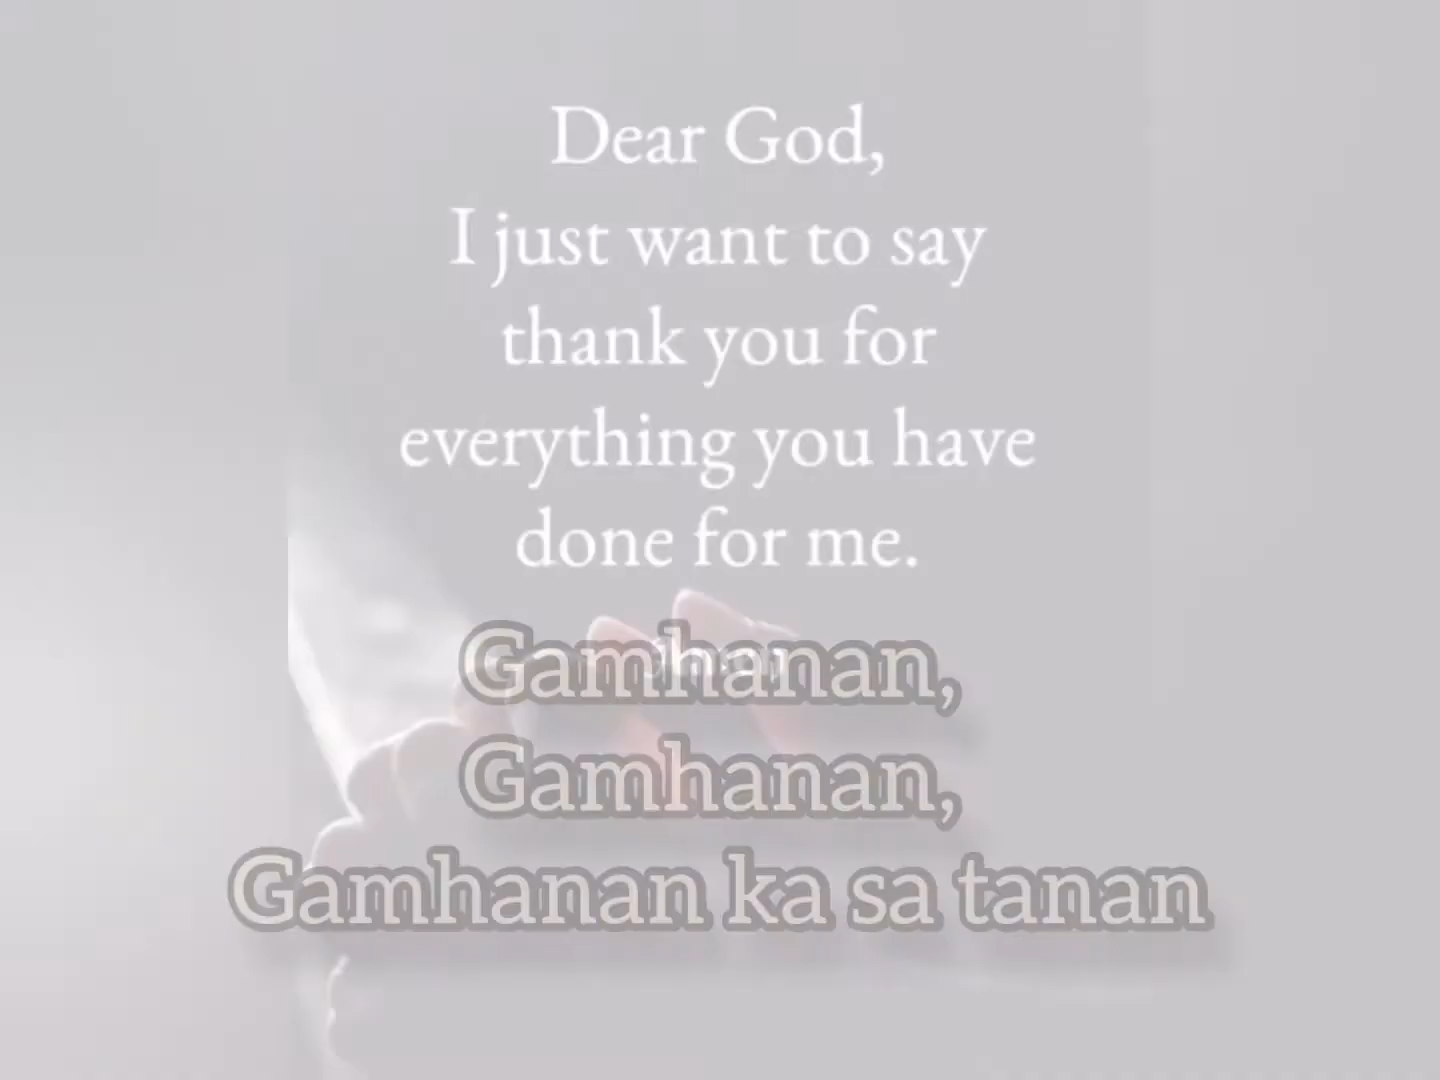 Dear God,
I just want to say
thank you for
everything you have
done for me.
Gamhanan,
Gamhanan,
Gamhanan ka sa tanan